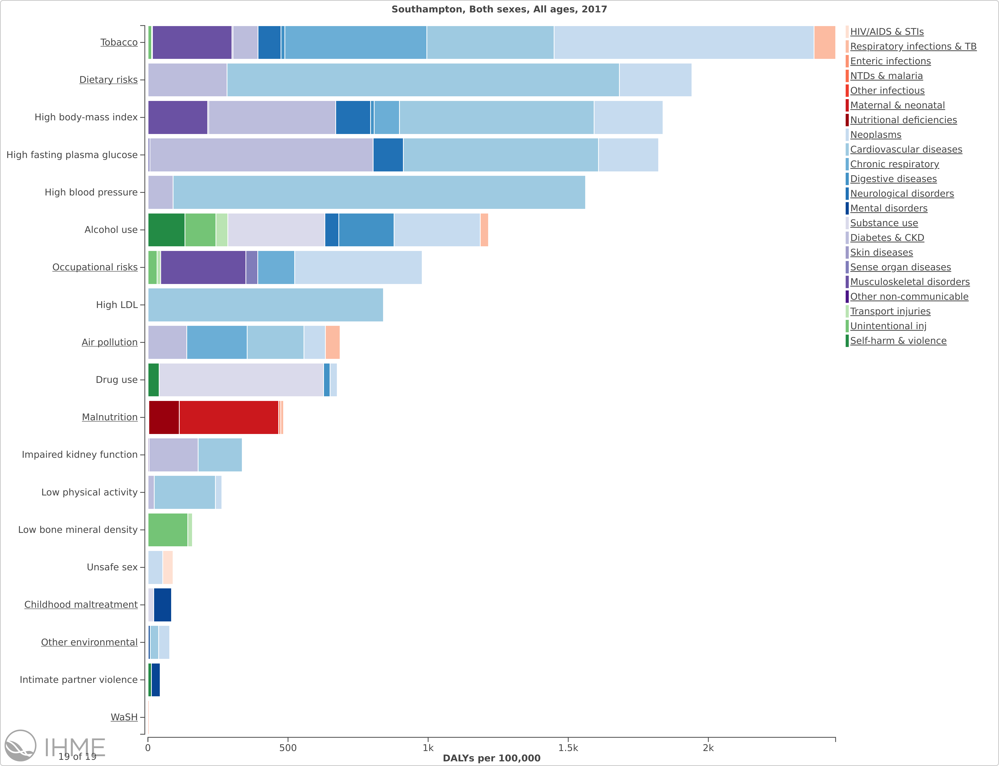 Southampton, Both sexes, All ages, 2017
Tobacco
Dietary risks
High body-mass index
High fasting plasma glucose
High blood pressure
Alcohol use
Occupational risks
High LDL
Air pollution
Drug use
Malnutrition
Impaired kidney function
Low physical activity
Low bone mineral density
Unsafe sex
Childhood maltreatment
Other environmental
Intimate partner violence
WaSH
HIV/AIDS & STIs
Respiratory infections & TB
Enteric infections
NTDs & malaria
Other infectious
Maternal & neonatal
Nutritional deficiencies
Neoplasms
Cardiovascular diseases
Chronic respiratory
Digestive diseases
Neurological disorders
Mental disorders
Substance use
Diabetes & CKD
Skin diseases
Sense organ diseases
Musculoskeletal disorders
Other non-communicable
Transport injuries
Unintentional inj
Self-harm & violence
0 500 1k 1.5k 2k
DALYs per 100,000
IHME
19 of 19